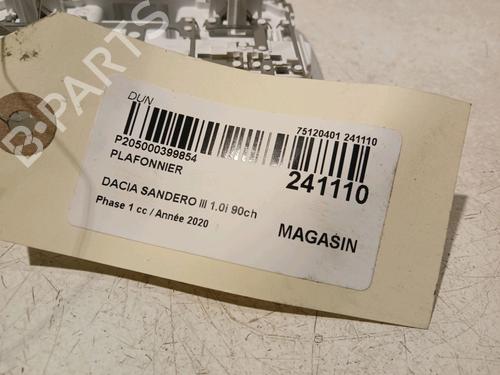 DUN
75120401 241110
P205000399854
PLAFONNIER
241110
DACIA SANDERO III 1.0i 90ch
Phase 1 cc / Année 2020
MAGASIN
B-PARTS